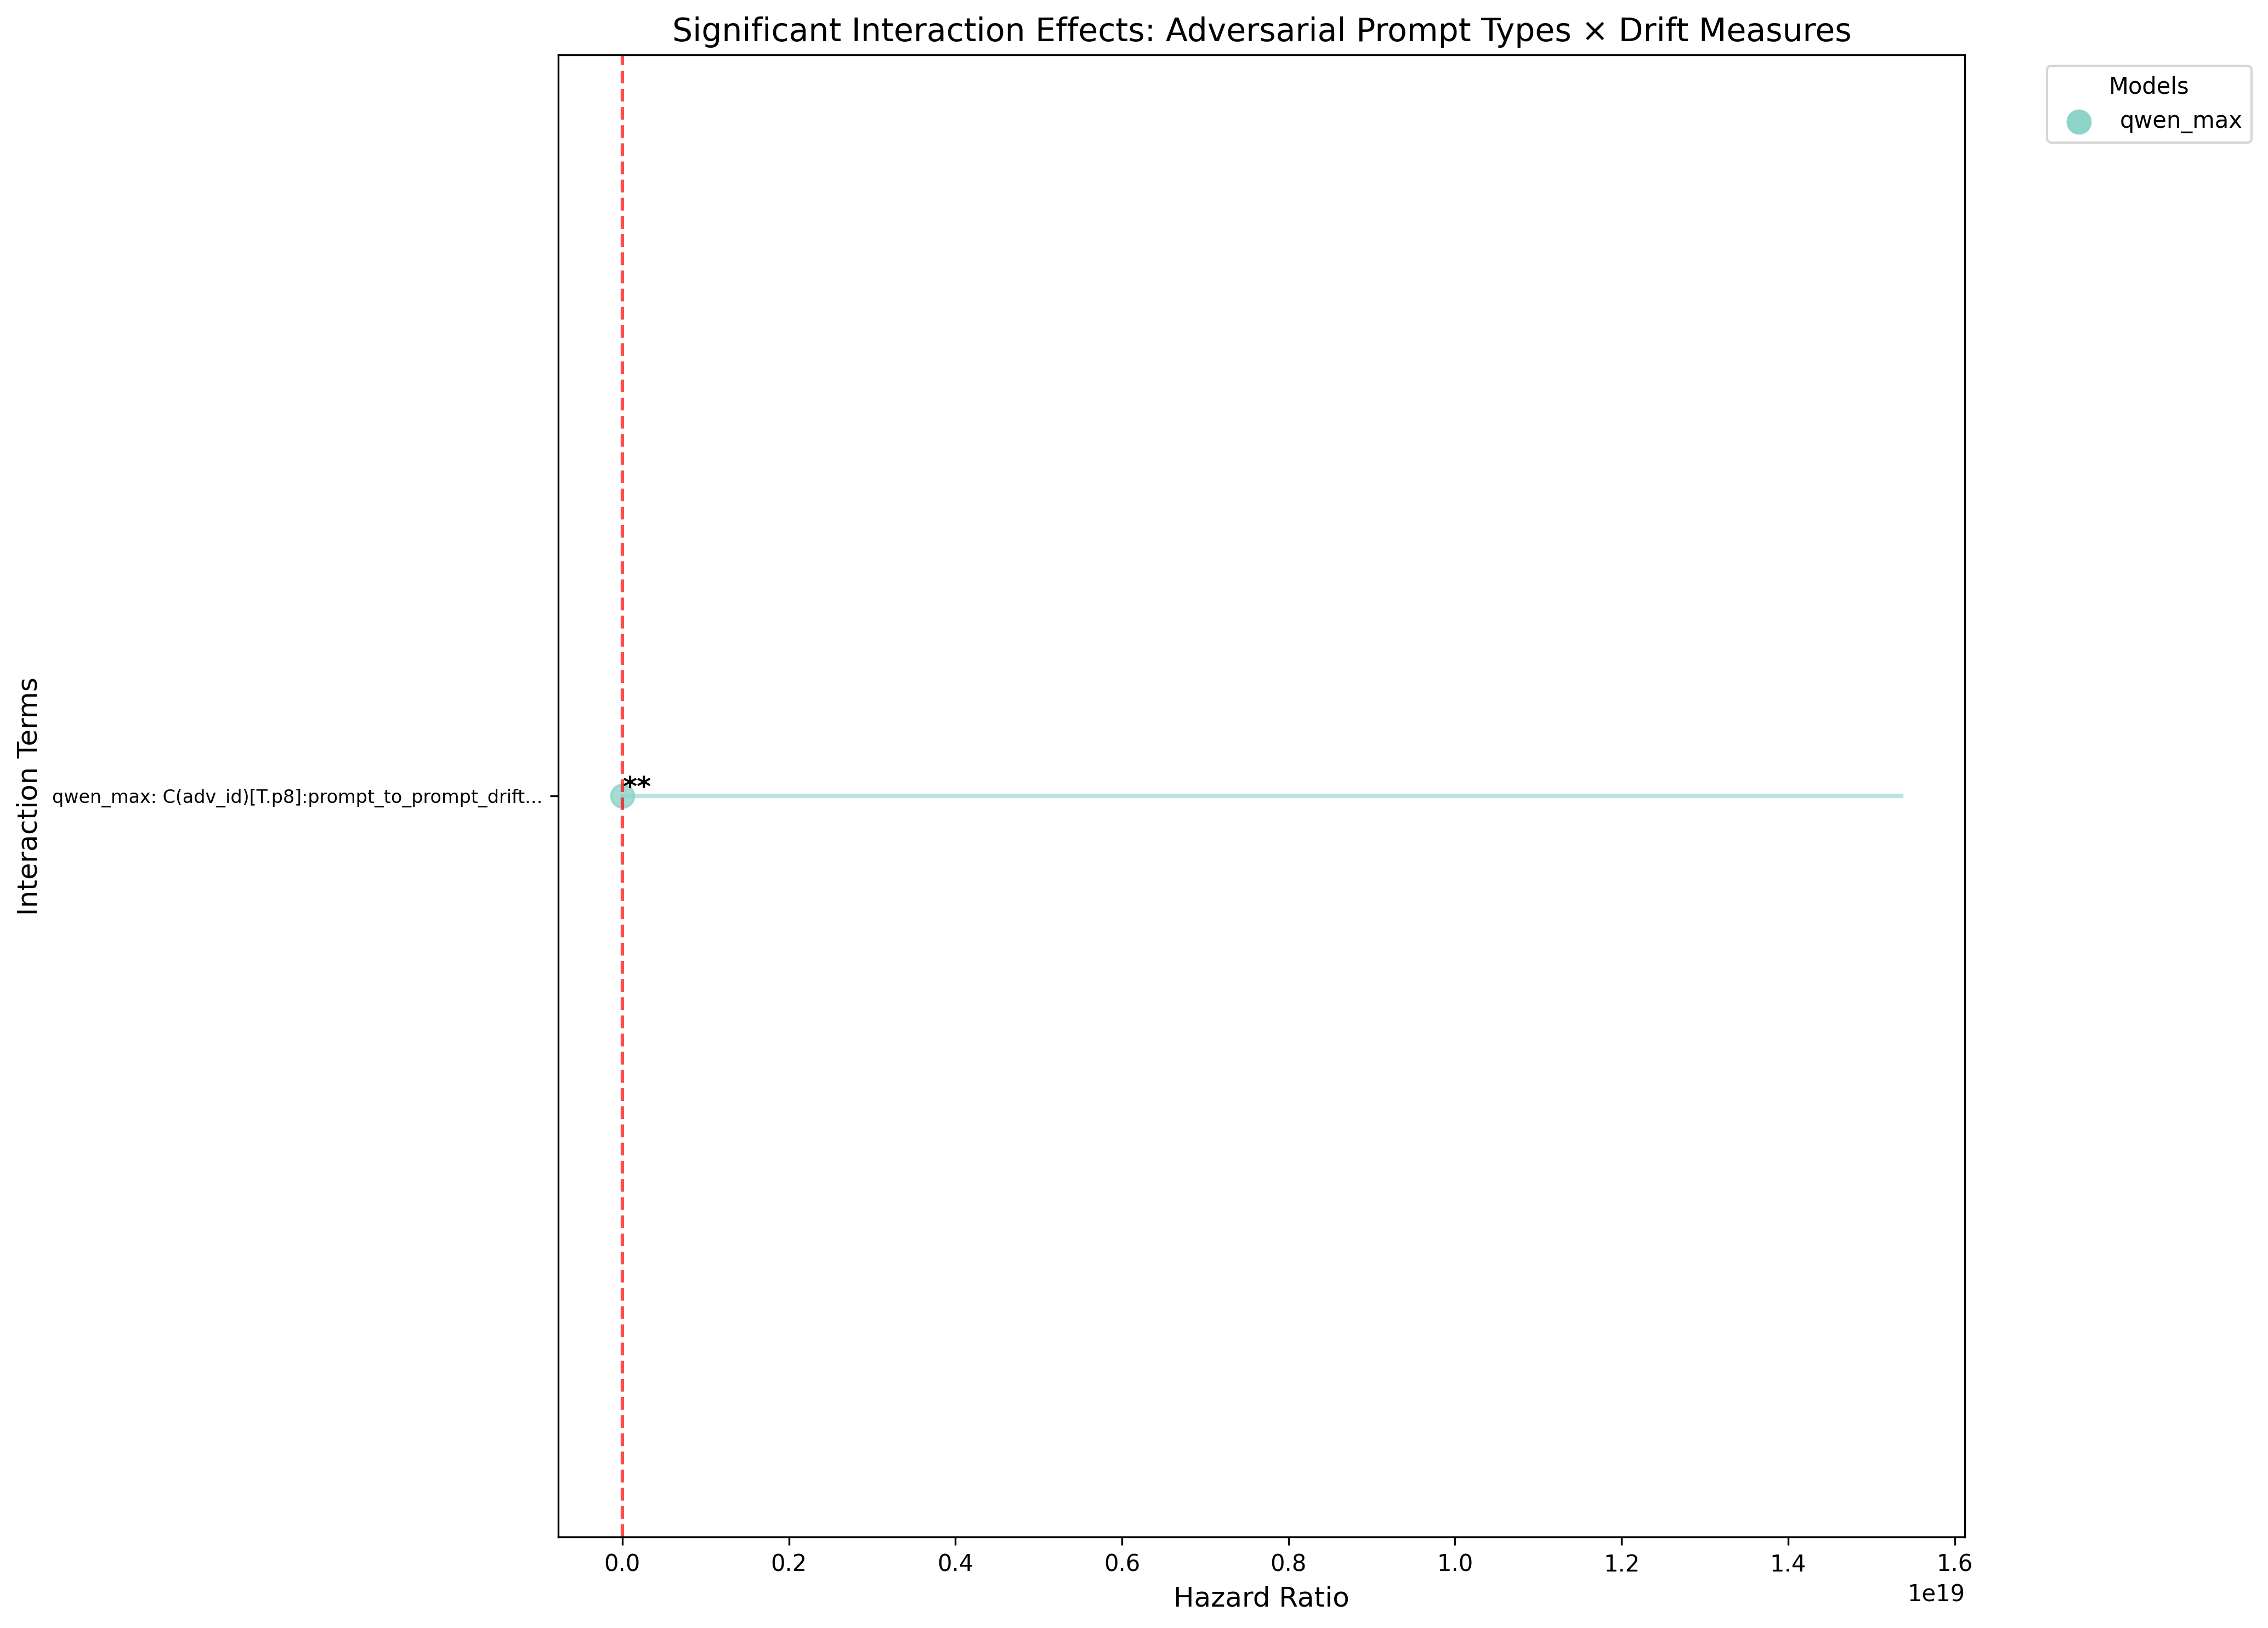 Significant Interaction Effects: Adversarial Prompt Types × Drift Measures
Models
qwen_max
Interaction Terms
qwen_max: C(adv_id)[T.p8]:prompt_to_prompt_drift...
**
0.0 0.2 0.4 0.6 0.8 1.0 1.2 1.4 1.6
1e19
Hazard Ratio